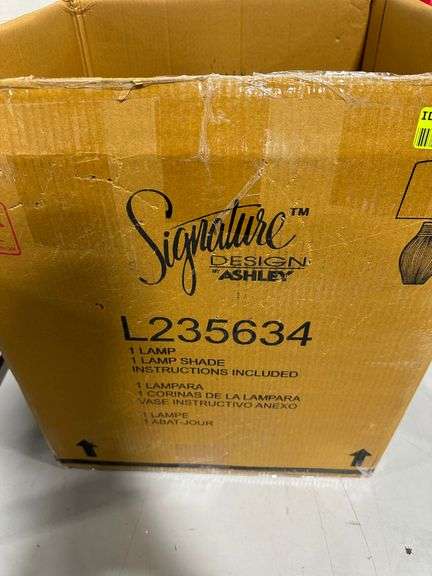 Signature™
DESIGN
BY ASHLEY
L235634
1 LAMP
1 LAMP SHADE
INSTRUCTIONS INCLUDED
1 LAMPARA
1 CORINAS DE LA LAMPARA
VASE INSTRUCTIVO ANEXO
1 LAMPE
1 ABAT-JOUR